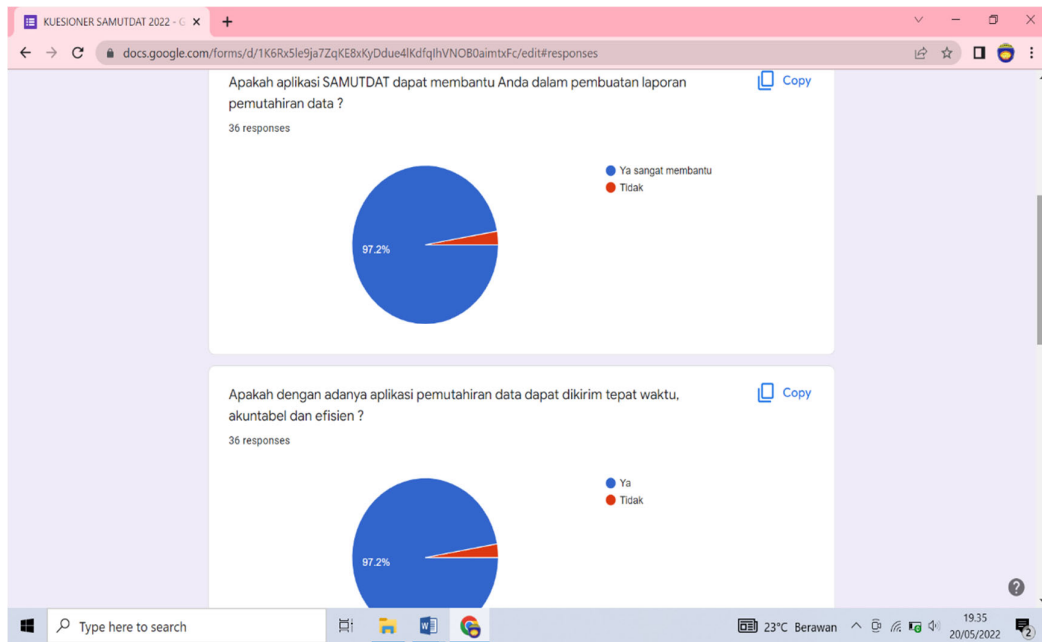 KUESIONER SAMUTDAT 2022 - G
docs.google.com/forms/d/1K6Rx5le9ja7ZqKE8xKyDdue4lKdfqIhVNOB0aimtxFc/edit#responses
Apakah aplikasi SAMUTDAT dapat membantu Anda dalam pembuatan laporan
pemutahiran data ?
Copy
36 responses
Ya sangat membantu
Tidak
97.2%
Apakah dengan adanya aplikasi pemutahiran data dapat dikirim tepat waktu,
akuntabel dan efisien ?
Copy
36 responses
Ya
Tidak
97.2%
Type here to search
23°C Berawan
19.35
20/05/2022
2